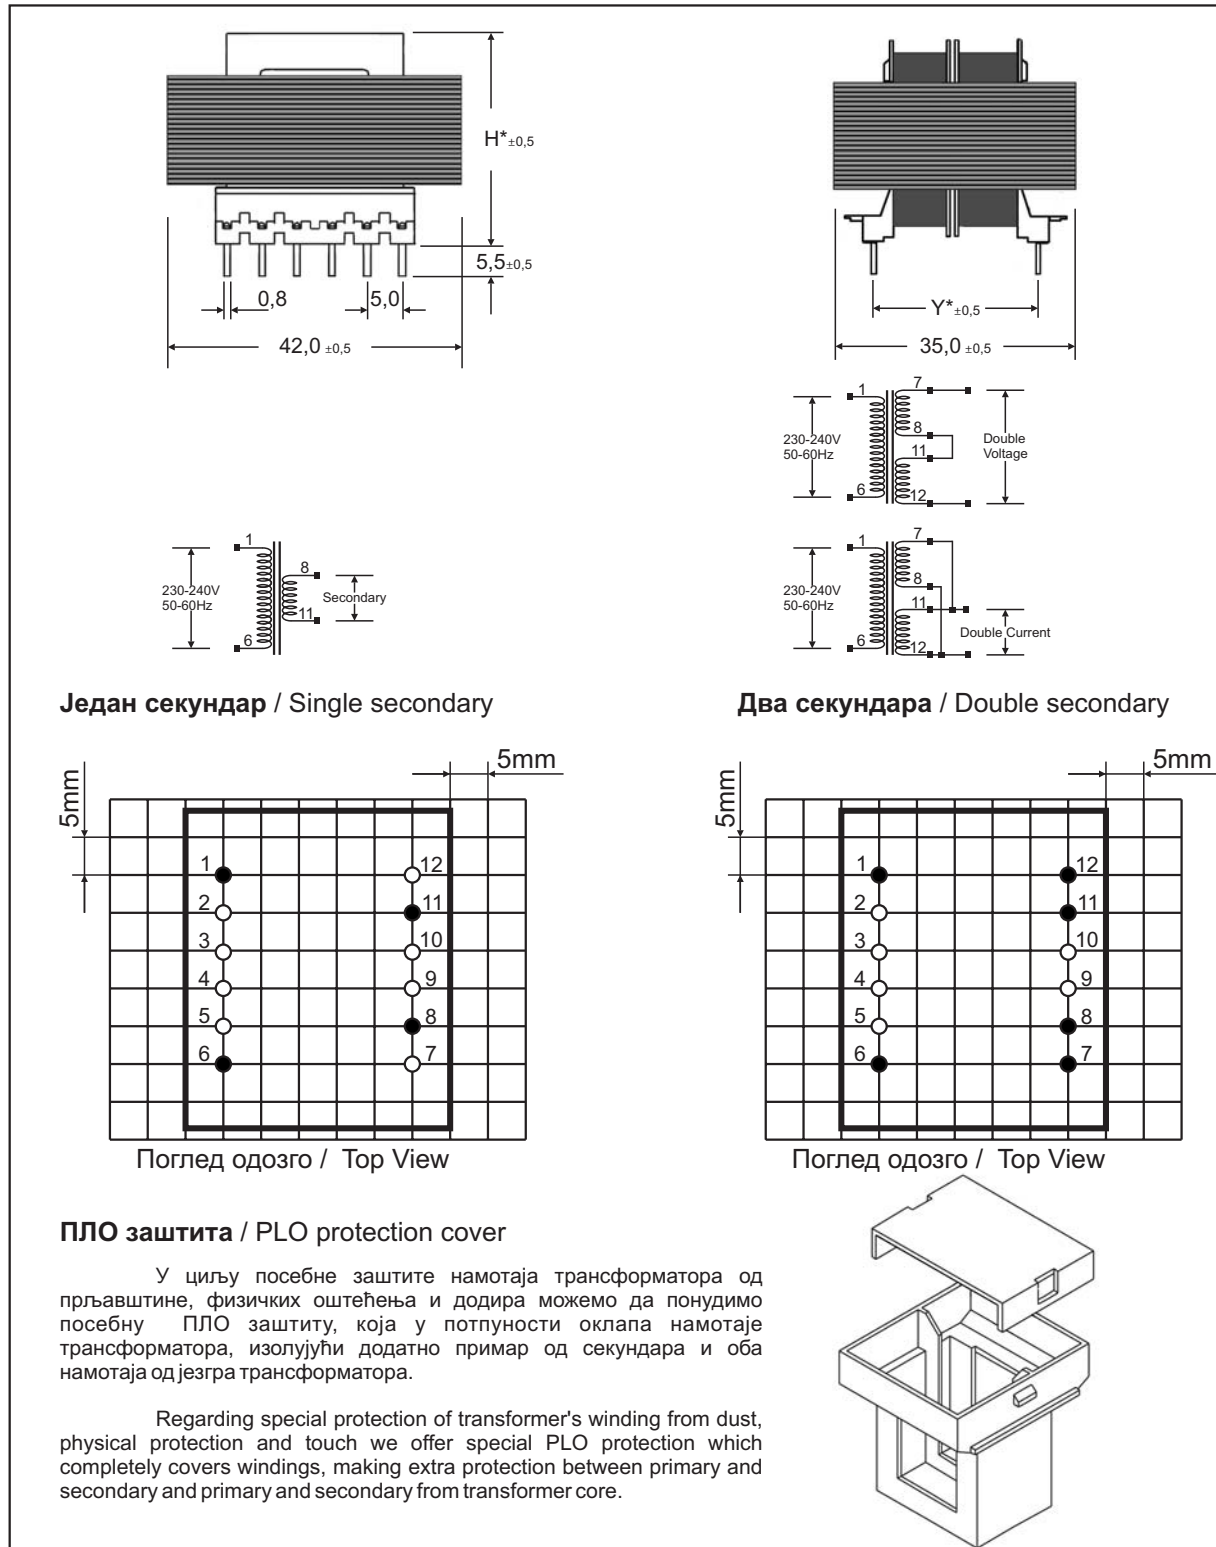 H*±0,5
5,5±0,5
0,8
5,0
42,0 ±0,5
Y*±0,5
35,0 ±0,5
1
7
230-240V
50-60Hz
8
11
Double
Voltage
6
12
1
8
230-240V
50-60Hz
Secondary
11
6
1
7
230-240V
50-60Hz
8
11
Double Current
6
12
Један секундар / Single secondary
Два секундара / Double secondary
5mm
5mm
1
12
2
11
3
10
4
9
5
8
6
7
Поглед одозго / Top View
5mm
5mm
1
12
2
11
3
10
4
9
5
8
6
7
Поглед одозго / Top View
ПЛО заштита / PLO protection cover
У циљу посебне заштите намотаја трансформатора од
прљавштине, физичких оштећења и додира можемо да понудимо
посебну ПЛО заштиту, која у потпуности оклапа намотаје
трансформатора, изолујући додатно примар од секундара и оба
намотаја од језгра трансформатора.
Regarding special protection of transformer's winding from dust,
physical protection and touch we offer special PLO protection which
completely covers windings, making extra protection between primary and
secondary and primary and secondary from transformer core.